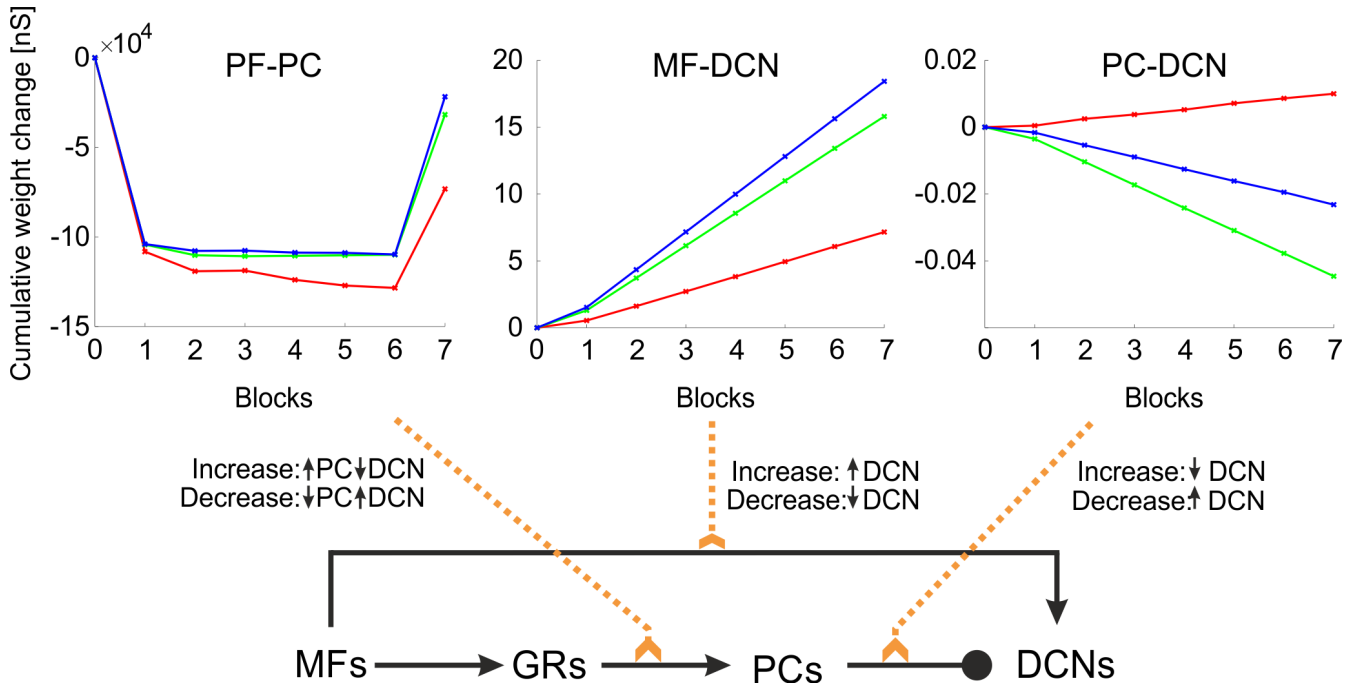 Cumulative weight change [nS]
×10⁴
PF-PC
0
-5
-10
-15
0 1 2 3 4 5 6 7
Blocks
MF-DCN
20
15
10
5
0
0 1 2 3 4 5 6 7
Blocks
PC-DCN
0.02
0
-0.02
-0.04
0 1 2 3 4 5 6 7
Blocks
Increase:↑PC↓DCN
Decrease:↓PC↑DCN
Increase:↑DCN
Decrease:↓DCN
Increase:↓ DCN
Decrease:↑ DCN
MFs GRs PCs DCNs